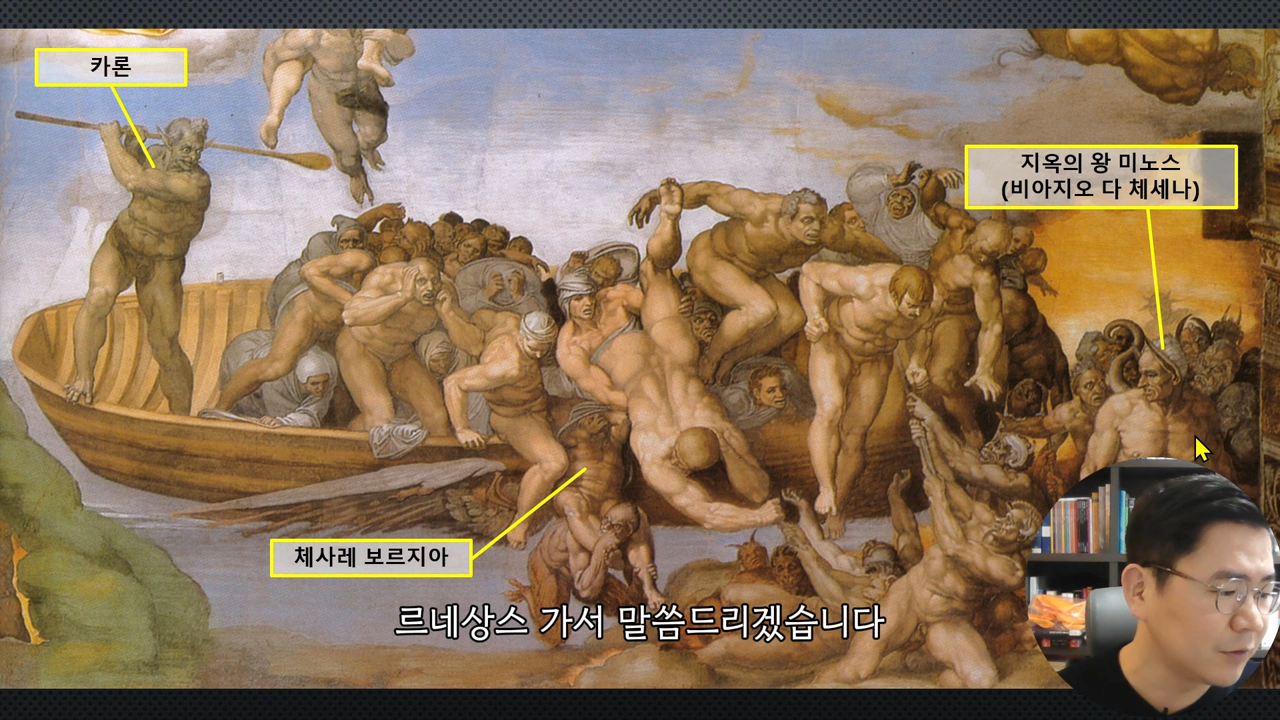 카론
지옥의 왕 미노스
(비아지오 다 체세나)
체사레 보르지아
르네상스 가서 말씀드리겠습니다